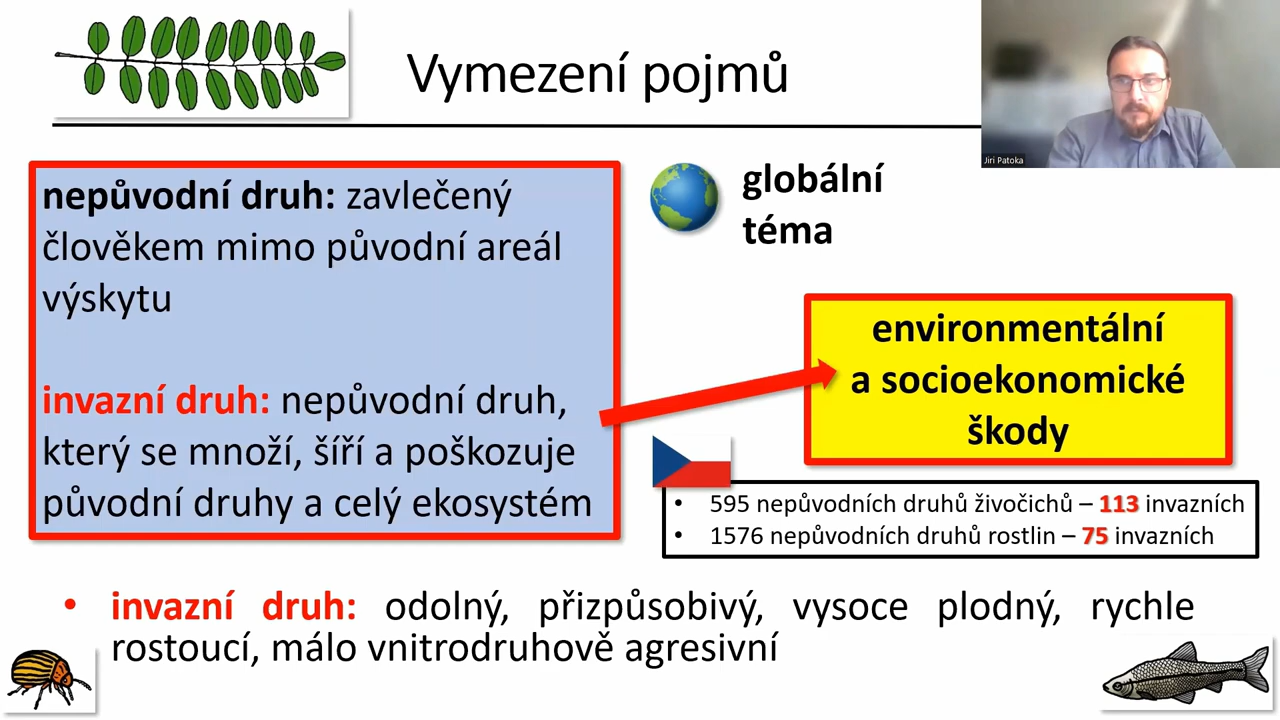 Vymezení pojmů
Jiri Patoka
nepůvodní druh: zavlečený
člověkem mimo původní areál
výskytu
invazní druh: nepůvodní druh,
který se množí, šíří a poškozuje
původní druhy a celý ekosystém
globální
téma
environmentální
a socioekonomické
škody
• 595 nepůvodních druhů živočichů – 113 invazních
• 1576 nepůvodních druhů rostlin – 75 invazních
• invazní druh: odolný, přizpůsobivý, vysoce plodný, rychle
rostoucí, málo vnitrodruhově agresivní